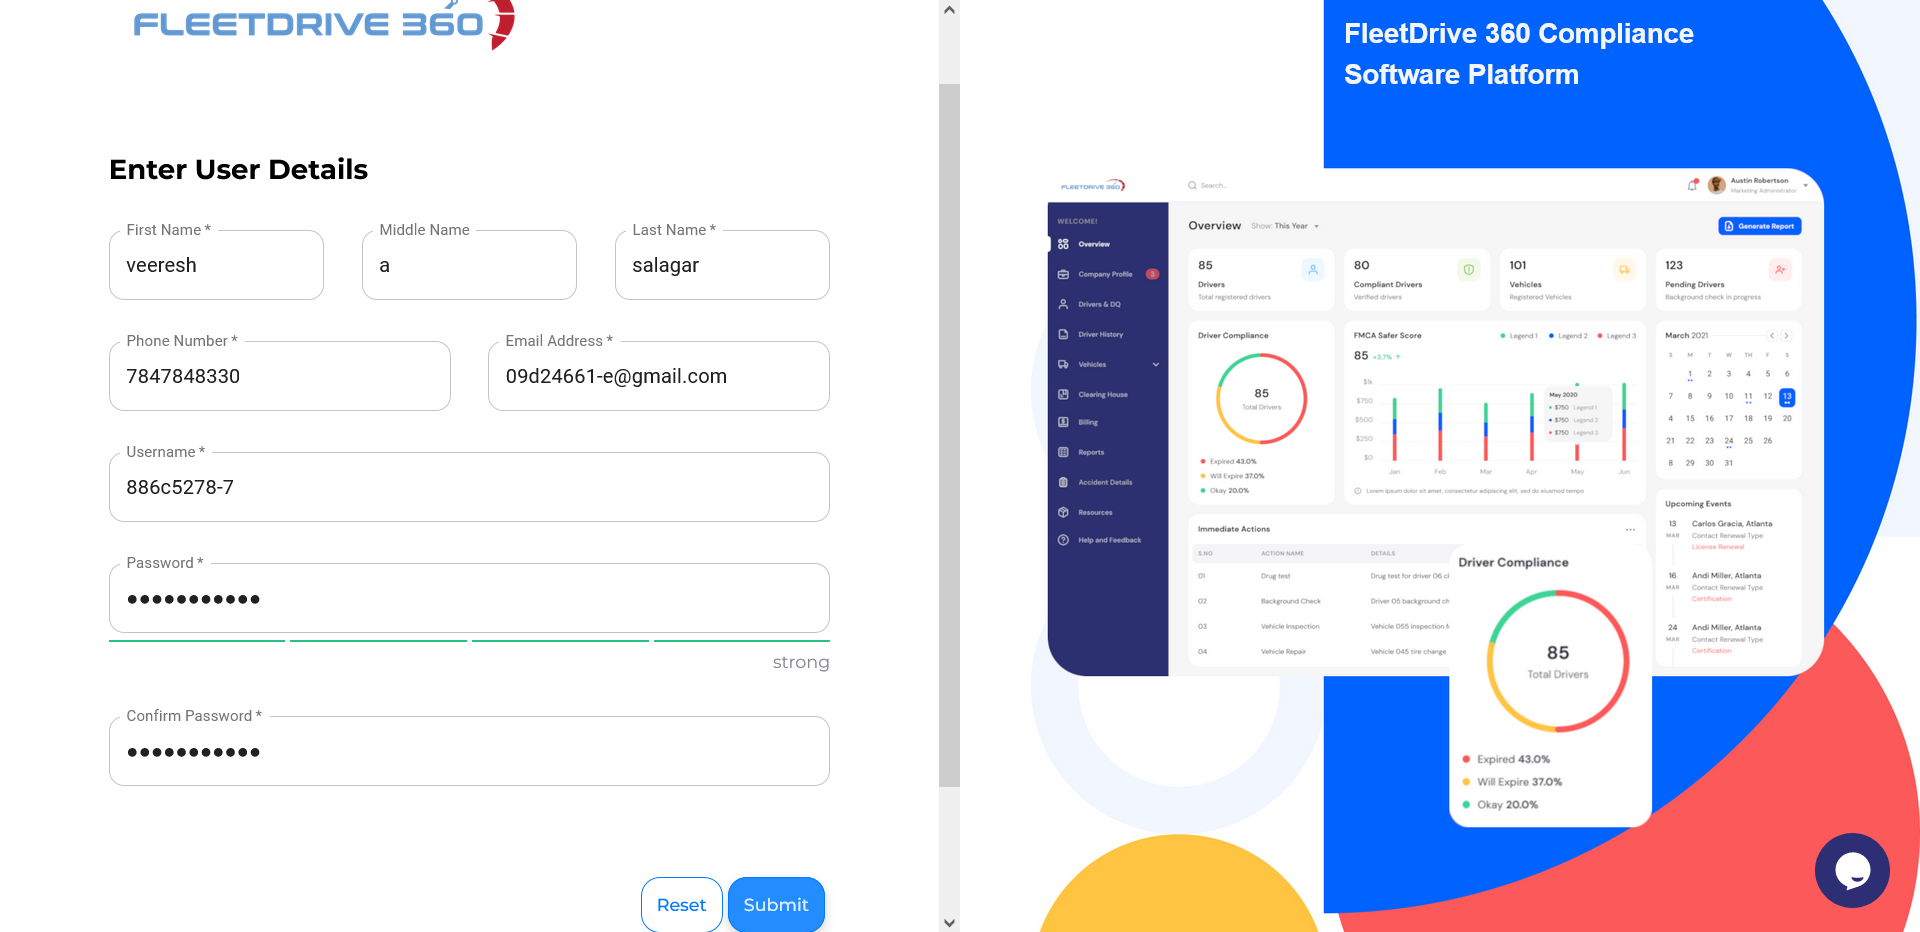 FLEETDRIVE 360
Enter User Details
First Name *
veeresh
Middle Name
a
Last Name *
salagar
Phone Number *
7847848330
Email Address *
09d24661-e@gmail.com
Username *
886c5278-7
Password *
●●●●●●●●●●●
strong
Confirm Password *
●●●●●●●●●●●
Reset
Submit
FleetDrive 360 Compliance
Software Platform
FLEETDRIVE 360
Search..
Austin Robertson
Marketing Administrator
WELCOME!
Overview
Company Profile
3
Drivers & DQ
Driver History
Vehicles
Clearing House
Billing
Reports
Accident Details
Resources
Help and Feedback
Overview
Show: This Year
Generate Report
85
Drivers
Total registered drivers
80
Compliant Drivers
Verified drivers
101
Vehicles
Registered Vehicles
123
Pending Drivers
Background check in progress
Driver Compliance
85
Total Drivers
Expired 43.0%
Will Expire 37.0%
Okay 20.0%
FMCA Safer Score
Legend 1
Legend 2
Legend 3
85 +3.7% ↑
$1k
$750
$500
$250
$0
May 2020
$750 Legend 1
$750 Legend 2
$750 Legend 3
Jan Feb Mar Apr May Jun
Lorem ipsum dolor sit amet, consectetur adipiscing elit, sed do eiusmod tempo
March 2021
S M T W TH F S
1 2 3 4 5 6
7 8 9 10 11 12 13
4 15 16 17 18 19 20
21 22 23 24 25 26
8 29 30 31
Immediate Actions
S.NO ACTION NAME DETAILS
01 Drug test Drug test for driver 06 cl
02 Background Check Driver 05 background ch
03 Vehicle Inspection Vehicle 055 inspection
04 Vehicle Repair Vehicle 045 tire change
Upcoming Events
13 Carlos Gracia, Atlanta
MAR Contact Renewal Type
License Renewal
16 Andi Miller, Atlanta
MAR Contact Renewal Type
Certification
24 Andi Miller, Atlanta
MAR Contact Renewal Type
Certification
Driver Compliance
85
Total Drivers
Expired 43.0%
Will Expire 37.0%
Okay 20.0%